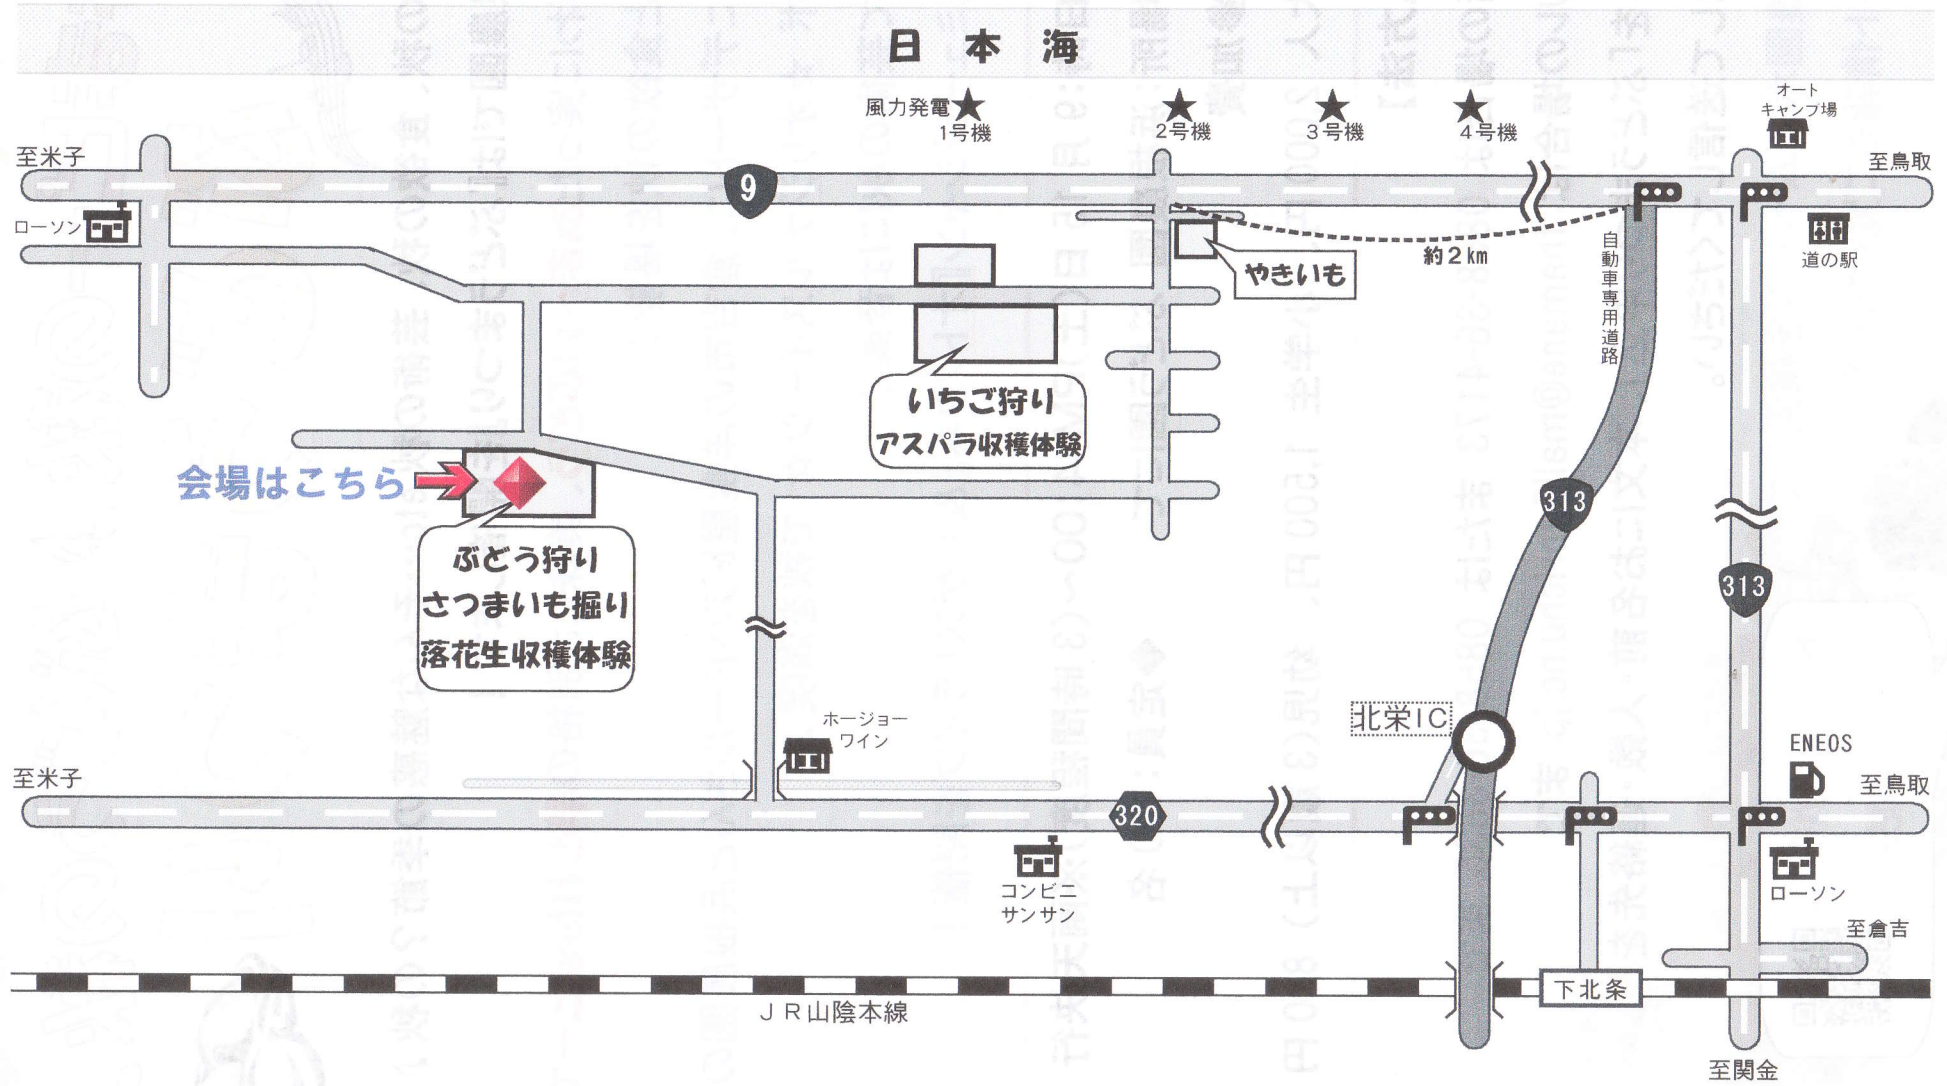 日本海
風力発電
1号機
2号機
3号機
4号機
オート
キャンプ場
至米子
9
至鳥取
ローソン
道の駅
やきいも
約2km
自動車専用道路
いちご狩り
アスパラ収穫体験
会場はこちら
ぶどう狩り
さつまいも掘り
落花生収穫体験
313
313
ホージョー
ワイン
北栄IC
ENEOS
至米子
320
至鳥取
コンビニ
サンサン
ローソン
至倉吉
下北条
JR山陰本線
至関金